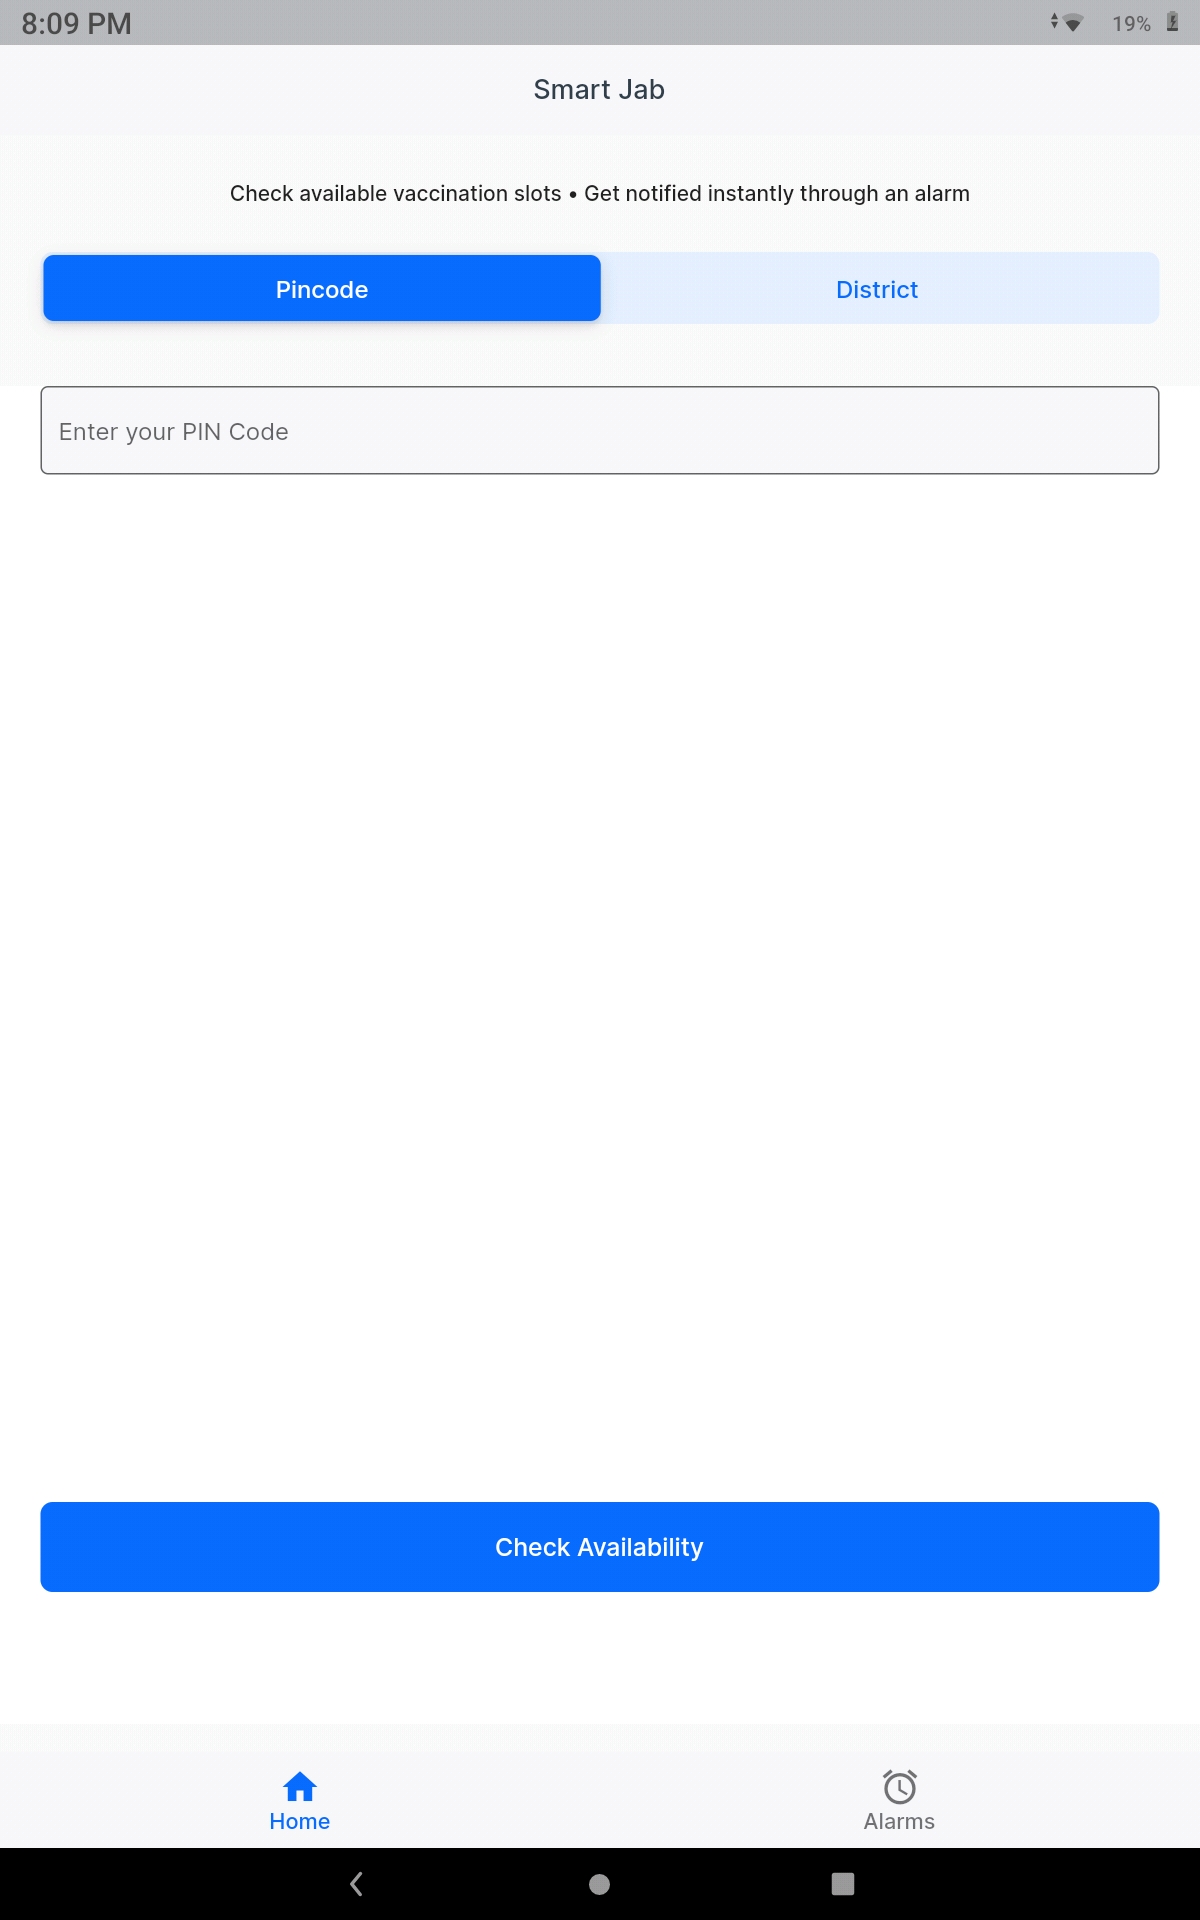 8:09 PM
19%
Smart Jab
Check available vaccination slots • Get notified instantly through an alarm
Pincode
District
Enter your PIN Code
Check Availability
Home
Alarms